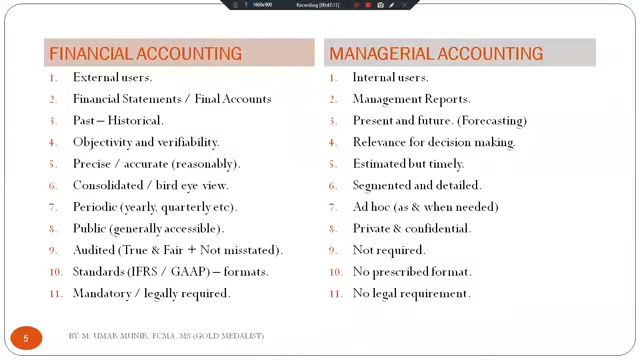 1600x900
Recording [00:41:11]
FINANCIAL ACCOUNTING
1. External users.
2. Financial Statements / Final Accounts
3. Past – Historical.
4. Objectivity and verifiability.
5. Precise / accurate (reasonably).
6. Consolidated / bird eye view.
7. Periodic (yearly, quarterly etc).
8. Public (generally accessible).
9. Audited (True & Fair + Not misstated).
10. Standards (IFRS / GAAP) – formats.
11. Mandatory / legally required.
MANAGERIAL ACCOUNTING
1. Internal users.
2. Management Reports.
3. Present and future. (Forecasting)
4. Relevance for decision making.
5. Estimated but timely.
6. Segmented and detailed.
7. Ad hoc (as & when needed)
8. Private & confidential.
9. Not required.
10. No prescribed format.
11. No legal requirement.
5
BY: M. UMAR MUNIR, FCMA, MS (GOLD MEDALIST)